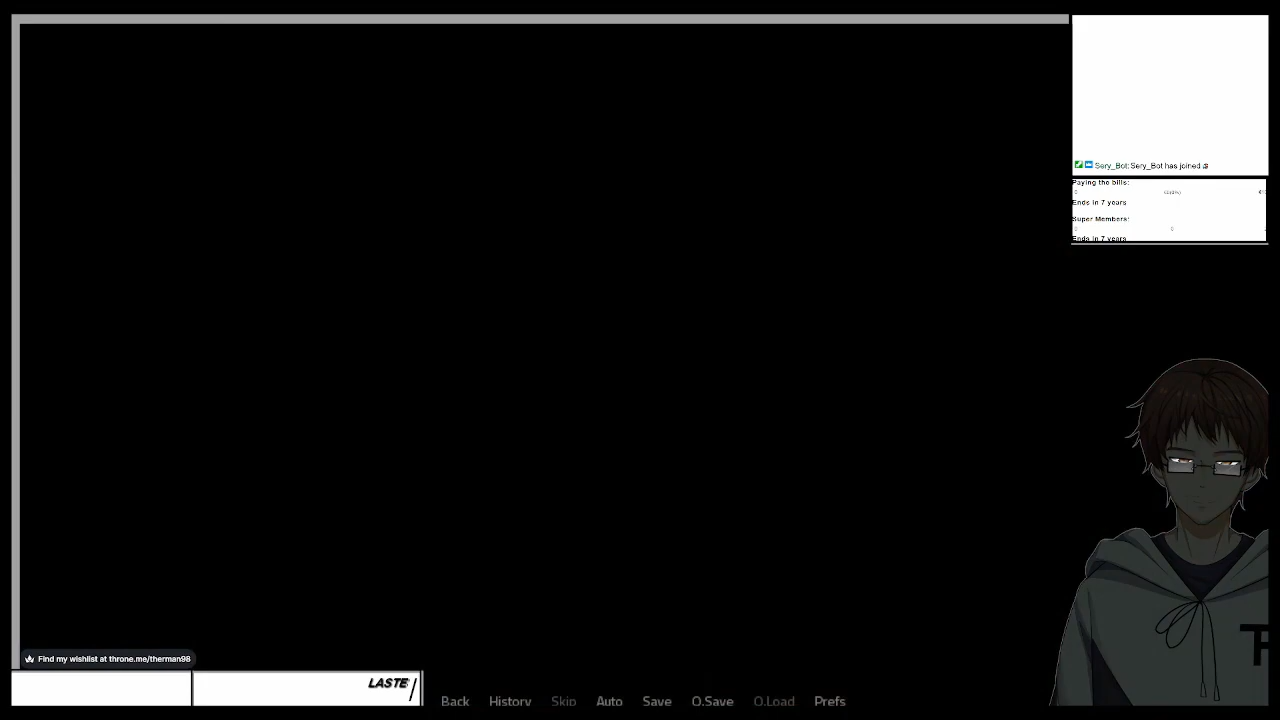 Sery_Bot: Sery_Bot has joined
Paying the bills:
Ends in 7 years
Super Members:
0
Ends in 7 years
Find my wishlist at throne.me/therman98
LASTE
Back History Skip Auto Save Q.Save Q.Load Prefs